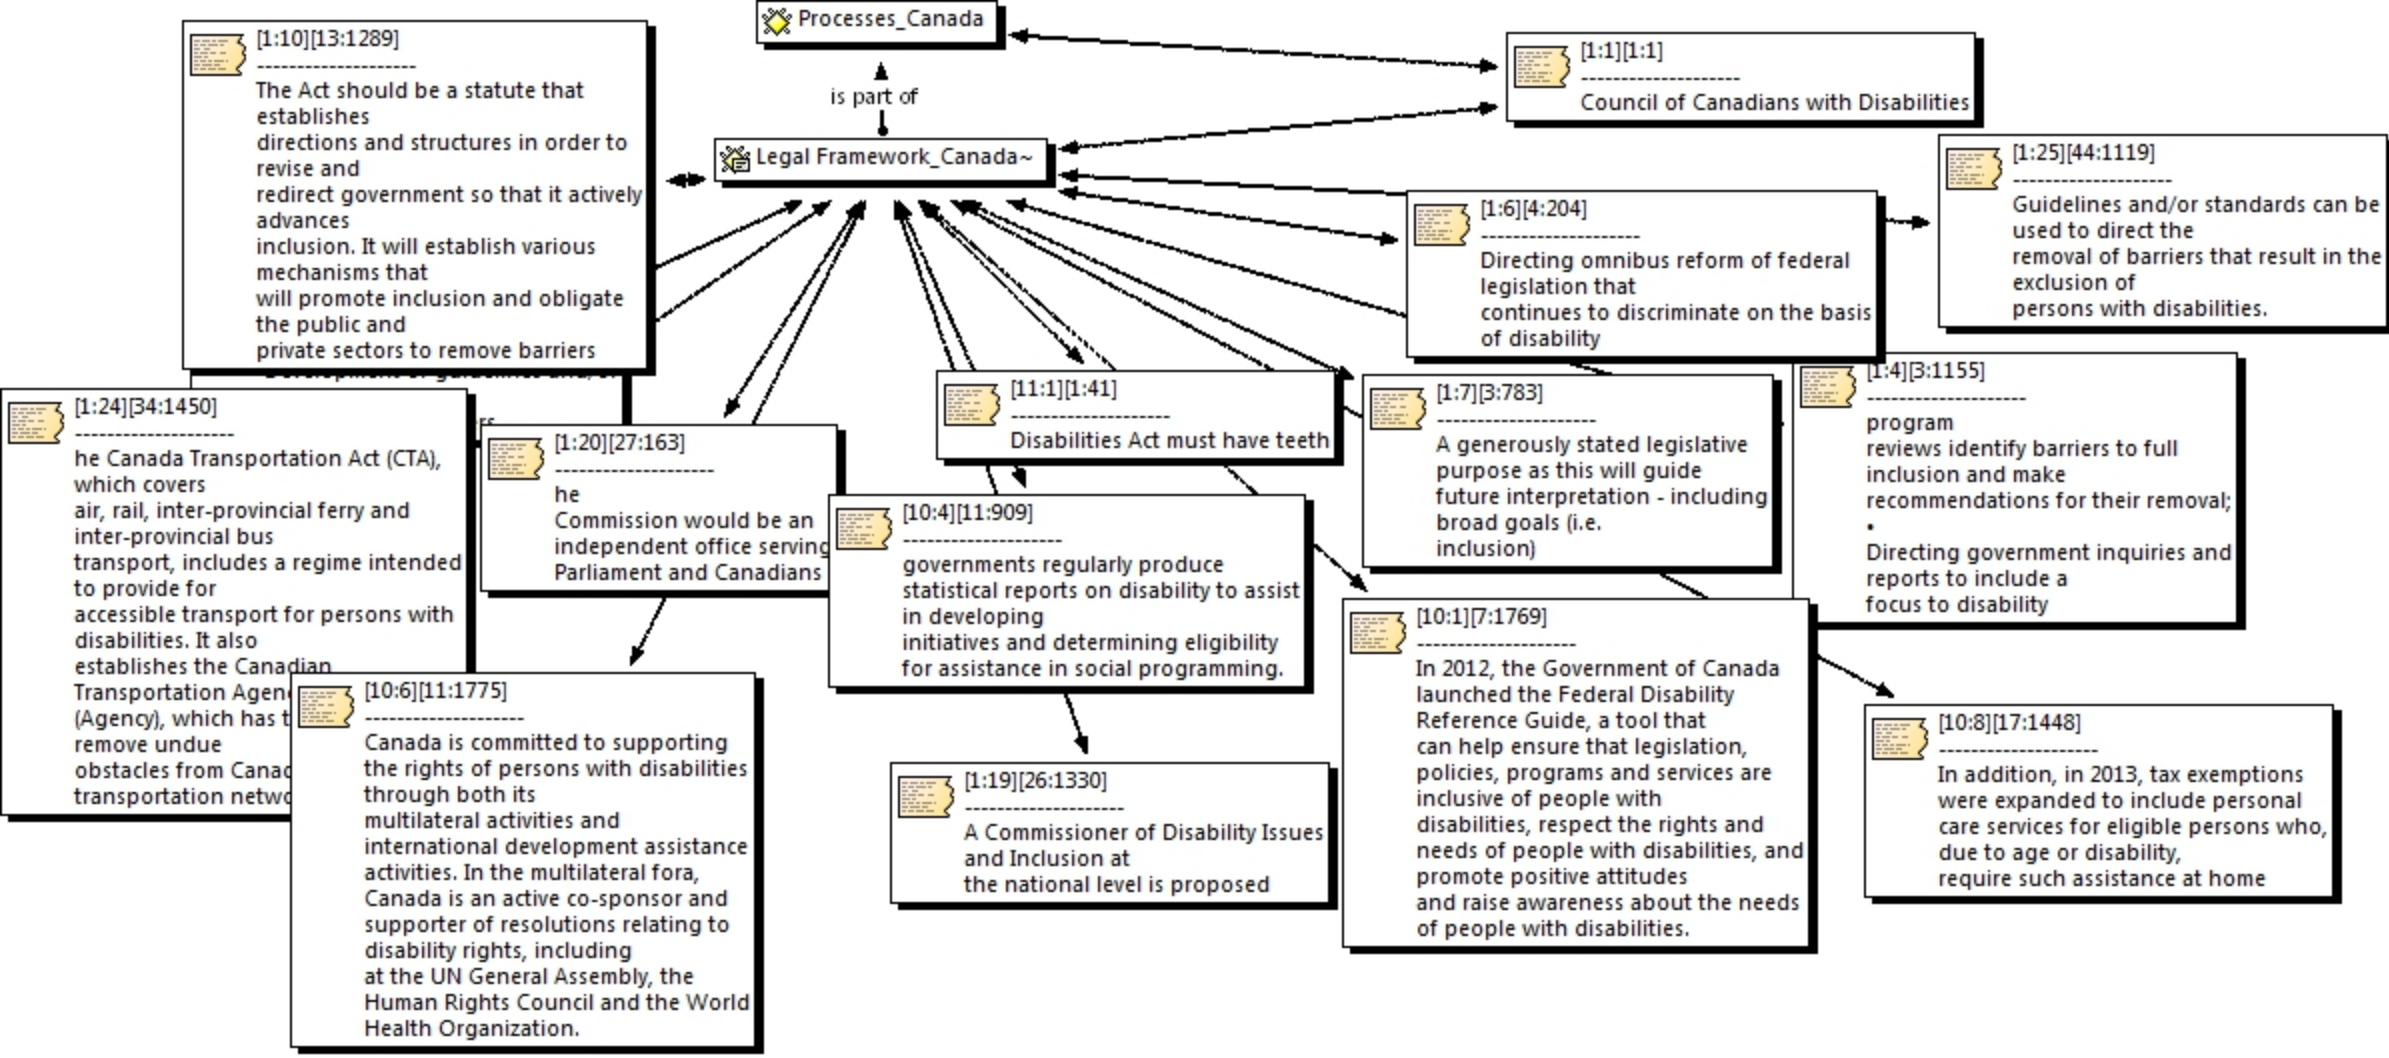 Processes_Canada
is part of
Legal Framework_Canada~
[1:10][13:1289]
--------------------
The Act should be a statute that
establishes
directions and structures in order to
revise and
redirect government so that it actively
advances
inclusion. It will establish various
mechanisms that
will promote inclusion and obligate
the public and
private sectors to remove barriers
[1:1][1:1]
--------------------
Council of Canadians with Disabilities
[1:25][44:1119]
--------------------
Guidelines and/or standards can be
used to direct the
removal of barriers that result in the
exclusion of
persons with disabilities.
[1:6][4:204]
--------------------
Directing omnibus reform of federal
legislation that
continues to discriminate on the basis
of disability
[1:24][34:1450]
--------------------
he Canada Transportation Act (CTA),
which covers
air, rail, inter-provincial ferry and
inter-provincial bus
transport, includes a regime intended
to provide for
accessible transport for persons with
disabilities. It also
establishes the Canadian
Transportation
(Agency), which has
remove undue
obstacles from
transportation
[1:20][27:163]
--------------------
he
Commission would be an
independent office serving
Parliament and Canadians
[11:1][1:41]
--------------------
Disabilities Act must have teeth
[1:7][3:783]
--------------------
A generously stated legislative
purpose as this will guide
future interpretation - including
broad goals (i.e.
inclusion)
[1:4][3:1155]
--------------------
program
reviews identify barriers to full
inclusion and make
recommendations for their removal;
•
Directing government inquiries and
reports to include a
focus to disability
[10:4][11:909]
--------------------
governments regularly produce
statistical reports on disability to assist
in developing
initiatives and determining eligibility
for assistance in social programming.
[10:6][11:1775]
--------------------
Canada is committed to supporting
the rights of persons with disabilities
through both its
multilateral activities and
international development assistance
activities. In the multilateral fora,
Canada is an active co-sponsor and
supporter of resolutions relating to
disability rights, including
at the UN General Assembly, the
Human Rights Council and the World
Health Organization.
[1:19][26:1330]
--------------------
A Commissioner of Disability Issues
and Inclusion at
the national level is proposed
[10:1][7:1769]
--------------------
In 2012, the Government of Canada
launched the Federal Disability
Reference Guide, a tool that
can help ensure that legislation,
policies, programs and services are
inclusive of people with
disabilities, respect the rights and
needs of people with disabilities, and
promote positive attitudes
and raise awareness about the needs
of people with disabilities.
[10:8][17:1448]
--------------------
In addition, in 2013, tax exemptions
were expanded to include personal
care services for eligible persons who,
due to age or disability,
require such assistance at home